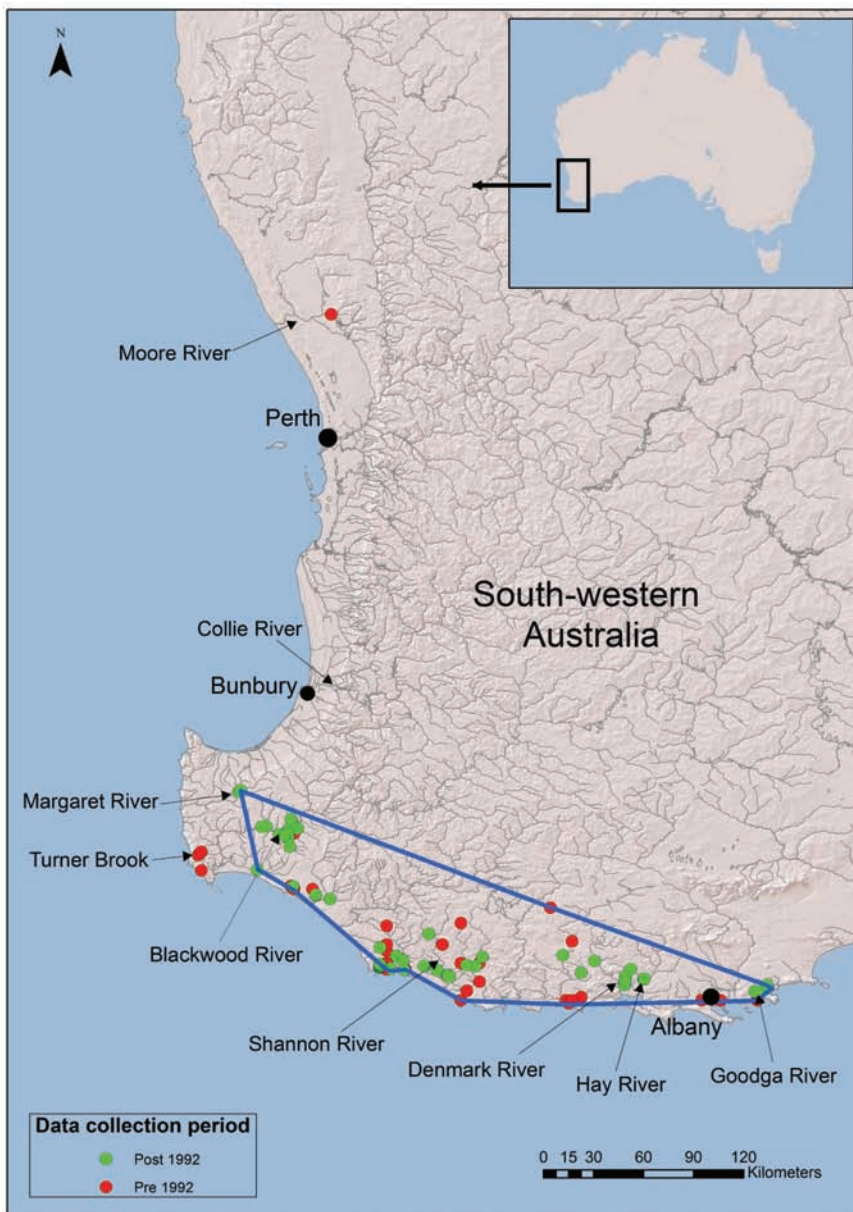 N
Moore River
Perth
South-western
Australia
Collie River
Bunbury
Margaret River
Turner Brook
Blackwood River
Shannon River
Albany
Denmark River
Hay River
Goodga River
Data collection period
Post 1992
Pre 1992
0 15 30 60 90 120
Kilometers